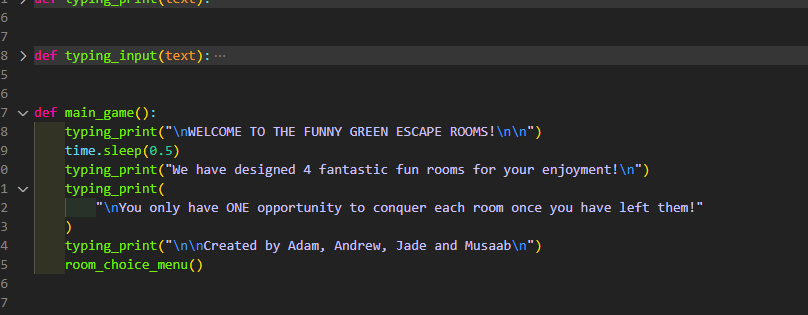 1 def typing_print(text):
6
7
8 > def typing_input(text): ···
5
6
7 def main_game():
8 typing_print("\nWELCOME TO THE FUNNY GREEN ESCAPE ROOMS!\n\n")
9 time.sleep(0.5)
0 typing_print("We have designed 4 fantastic fun rooms for your enjoyment!\n")
1 typing_print(
2 "\nYou only have ONE opportunity to conquer each room once you have left them!"
3 )
4 typing_print("\n\nCreated by Adam, Andrew, Jade and Musaab\n")
5 room_choice_menu()
6
7